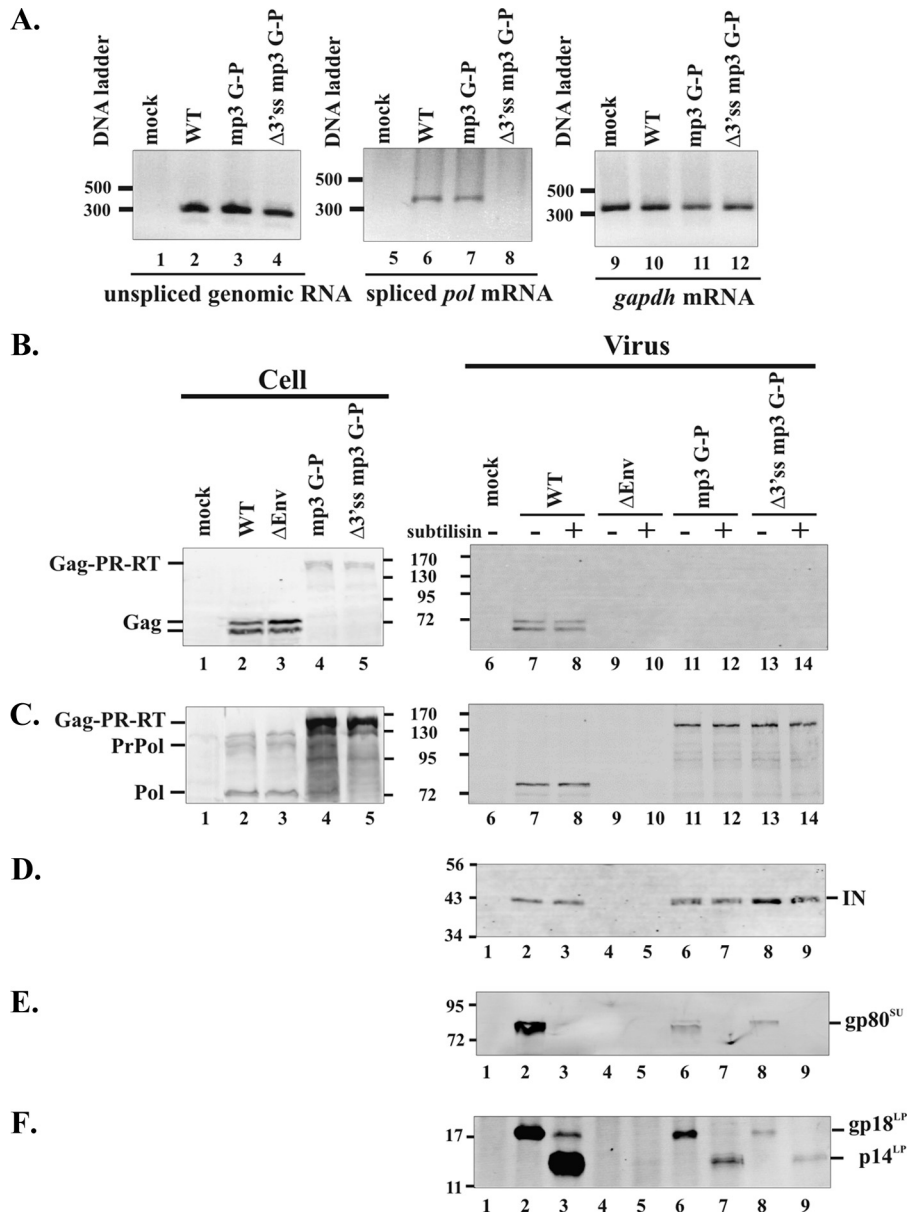 A.
DNA ladder
mock
WT
mp3 G-P
Δ3'ss mp3 G-P
DNA ladder
mock
WT
mp3 G-P
Δ3'ss mp3 G-P
DNA ladder
mock
WT
mp3 G-P
Δ3'ss mp3 G-P
500
300
500
300
500
300
1 2 3 4
5 6 7 8
9 10 11 12
unspliced genomic RNA
spliced pol mRNA
gapdh mRNA
B.
Cell
Virus
mock
WT
ΔEnv
mp3 G-P
Δ3'ss mp3 G-P
mock
WT
ΔEnv
mp3 G-P
Δ3'ss mp3 G-P
subtilisin - - + - + - + - +
Gag-PR-RT
Gag
170
130
95
72
1 2 3 4 5
6 7 8 9 10 11 12 13 14
C.
Gag-PR-RT
PrPol
Pol
170
130
95
72
1 2 3 4 5
6 7 8 9 10 11 12 13 14
D.
56
43
34
IN
1 2 3 4 5 6 7 8 9
E.
95
72
gp80SU
1 2 3 4 5 6 7 8 9
F.
17
11
gp18LP
p14LP
1 2 3 4 5 6 7 8 9